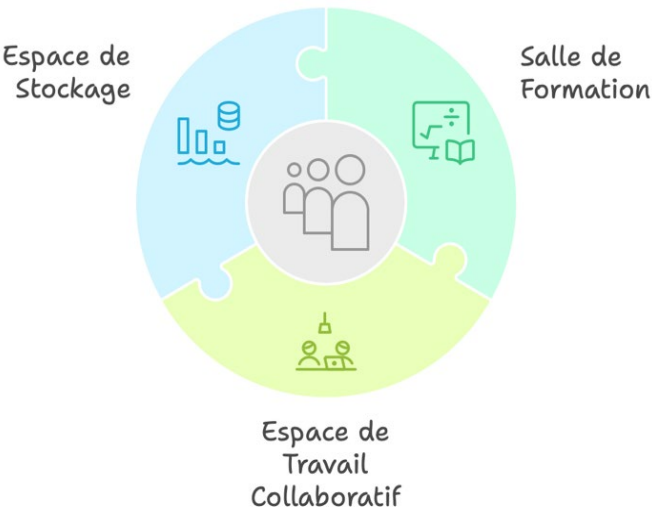 Espace de
Stockage
Salle de
Formation
Espace de
Travail
Collaboratif